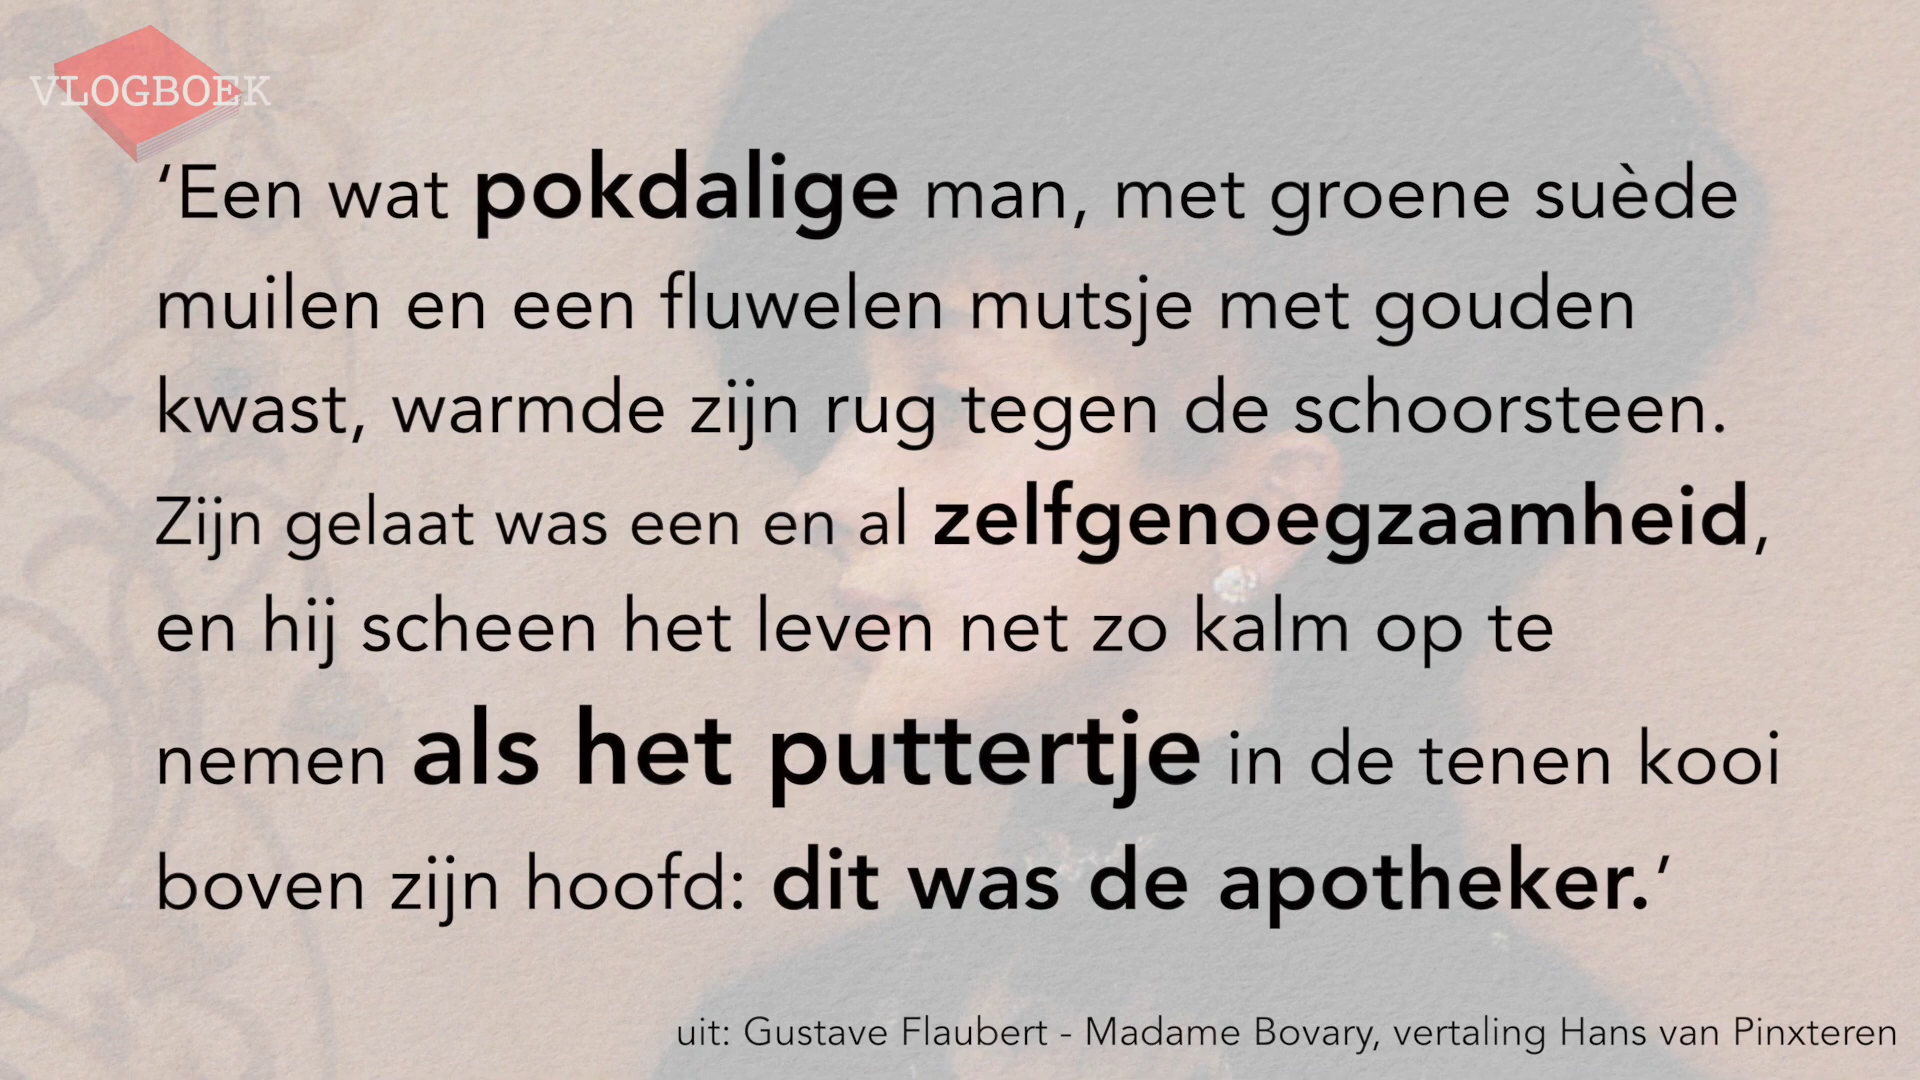 VLOGBOEK
‘Een wat pokdalige man, met groene suède
muilen en een fluwelen mutsje met gouden
kwast, warmde zijn rug tegen de schoorsteen.
Zijn gelaat was een en al zelfgenoegzaamheid,
en hij scheen het leven net zo kalm op te
nemen als het puttertje in de tenen kooi
boven zijn hoofd: dit was de apotheker.’
uit: Gustave Flaubert - Madame Bovary, vertaling Hans van Pinxteren